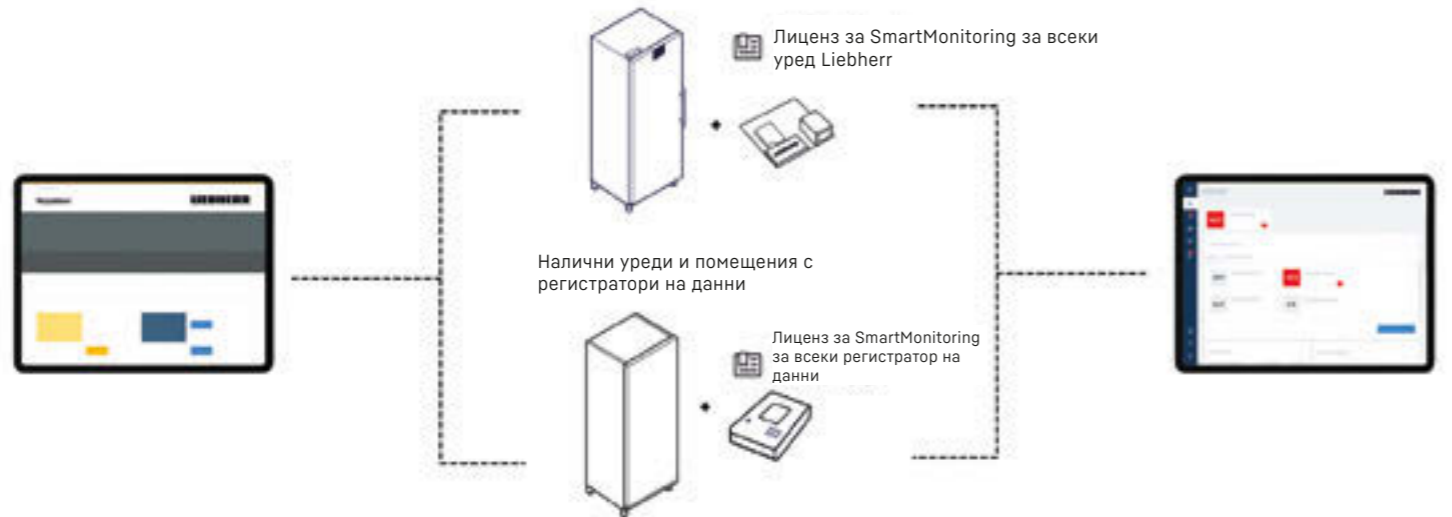 Лиценз за SmartMonitoring за всеки
уред Liebherr
LIEBHERR
Налични уреди и помещения с
регистратори на данни
Лиценз за SmartMonitoring
за всеки регистратор на
данни